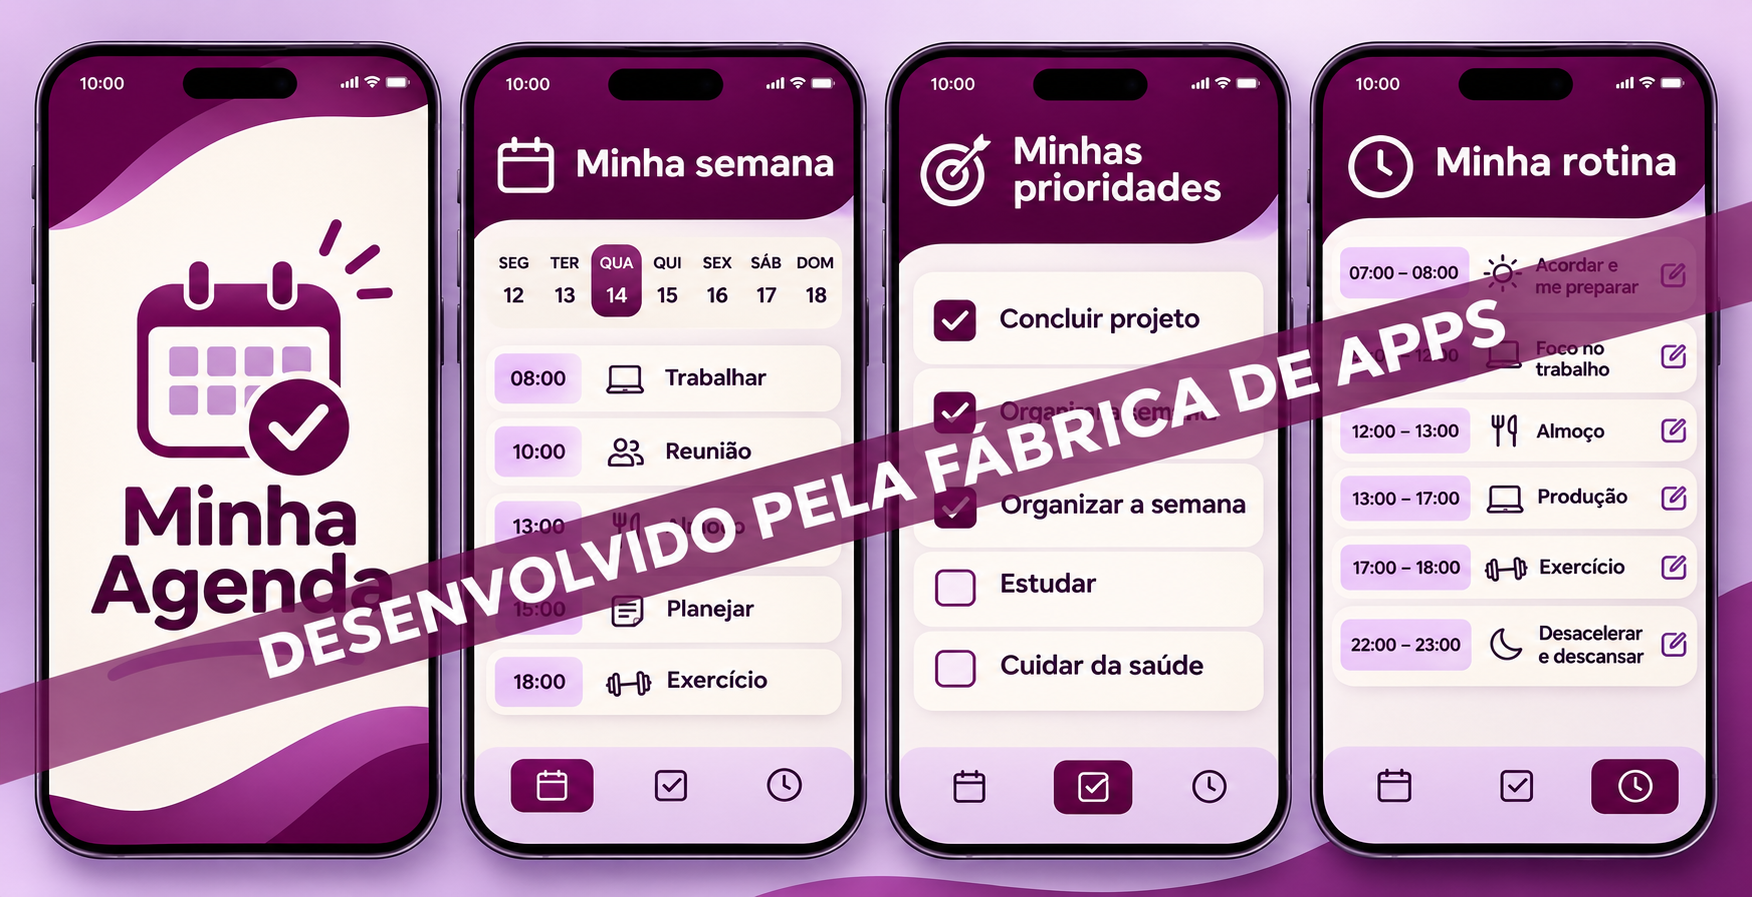 10:00
Minha
Agenda
10:00
Minha semana
SEG TER QUA QUI SEX SÁB DOM
12 13 14 15 16 17 18
08:00 Trabalhar
10:00 Reunião
13:00 Almoço
15:00 Planejar
18:00 Exercício
10:00
Minhas
prioridades
Concluir projeto
Organizar a semana
Organizar a semana
Estudar
Cuidar da saúde
10:00
Minha rotina
07:00 – 08:00 Acordar e
me preparar
Foco no
trabalho
12:00 – 13:00 Almoço
13:00 – 17:00 Produção
17:00 – 18:00 Exercício
22:00 – 23:00 Desacelerar
e descansar
DESENVOLVIDO PELA FÁBRICA DE APPS